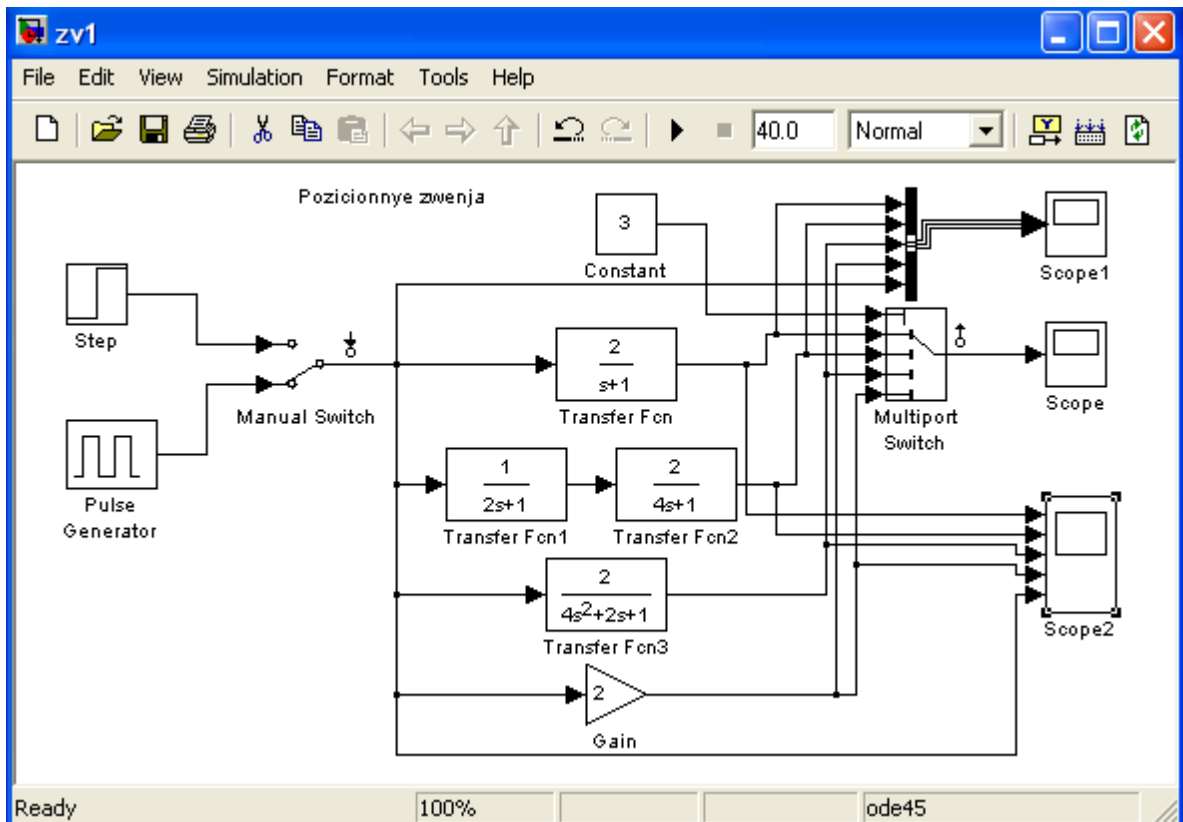 zv1
File Edit View Simulation Format Tools Help
40.0 Normal
Pozicionnye zwenja
3
Constant
Scope1
Step
Manual Switch
2
s+1
Transfer Fcn
Multiport
Switch
Scope
Pulse
Generator
1
2s+1
Transfer Fcn1
2
4s+1
Transfer Fcn2
2
4s²+2s+1
Transfer Fcn3
Scope2
2
Gain
Ready 100% ode45